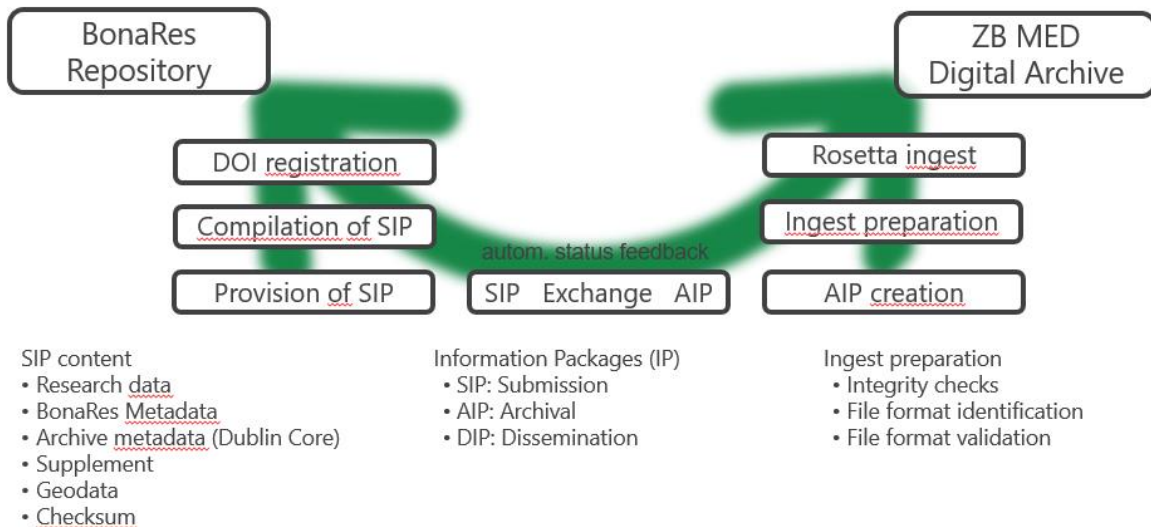 BonaRes
Repository
ZB MED
Digital Archive
DOI registration
Rosetta ingest
Compilation of SIP
Ingest preparation
autom. status feedback
Provision of SIP
SIP Exchange AIP
AIP creation
SIP content
• Research data
• BonaRes Metadata
• Archive metadata (Dublin Core)
• Supplement
• Geodata
• Checksum
Information Packages (IP)
• SIP: Submission
• AIP: Archival
• DIP: Dissemination
Ingest preparation
• Integrity checks
• File format identification
• File format validation